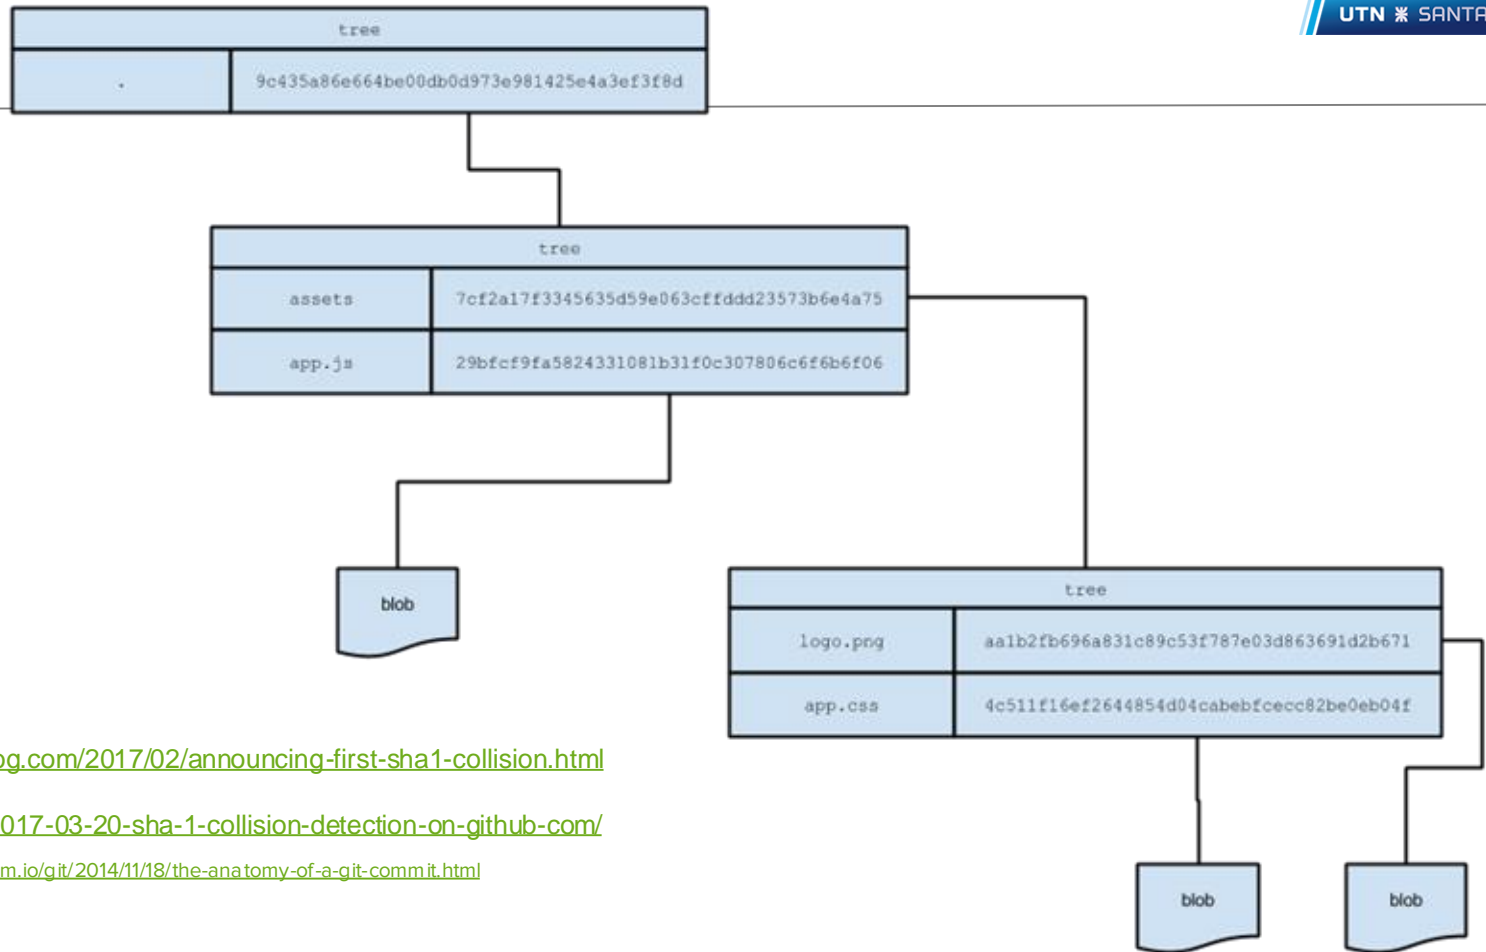 UTN SANTA
tree
. 9c435a86e664be00db0d973e981425e4a3ef3f8d
tree
assets 7cf2a17f3345635d59e063cffddd23573b6e4a75
app.js 29bfcf9fa5824331081b31f0c307806c6f6b6f06
blob
tree
logo.png aa1b2fb696a831c89c53f787e03d863691d2b671
app.css 4c511f16ef2644854d04cabebfcecc82be0eb04f
og.com/2017/02/announcing-first-sha1-collision.html
017-03-20-sha-1-collision-detection-on-github-com/
m.io/git/2014/11/18/the-anatomy-of-a-git-commit.html
blob
blob